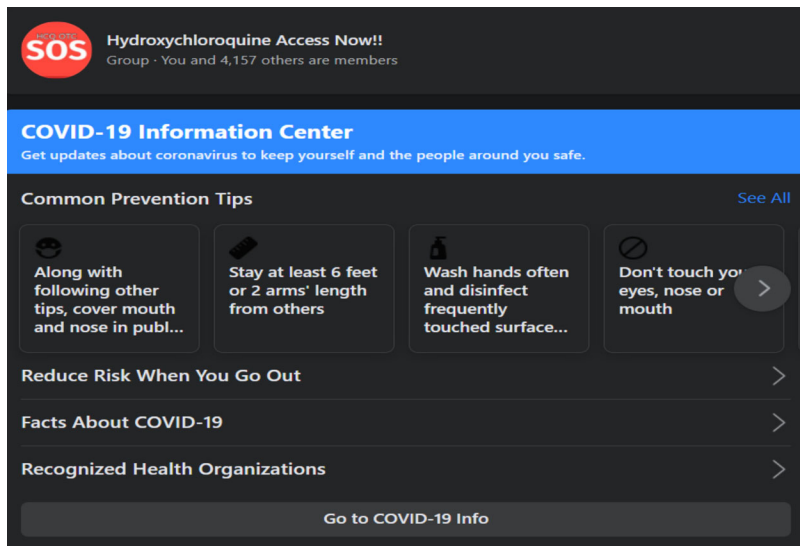 HCQ OTC
SOS
Hydroxychloroquine Access Now!!
Group · You and 4,157 others are members
COVID-19 Information Center
Get updates about coronavirus to keep yourself and the people around you safe.
Common Prevention Tips
See All
Along with
following other
tips, cover mouth
and nose in publ...
Stay at least 6 feet
or 2 arms' length
from others
Wash hands often
and disinfect
frequently
touched surface...
Don't touch you
eyes, nose or
mouth
Reduce Risk When You Go Out
Facts About COVID-19
Recognized Health Organizations
Go to COVID-19 Info